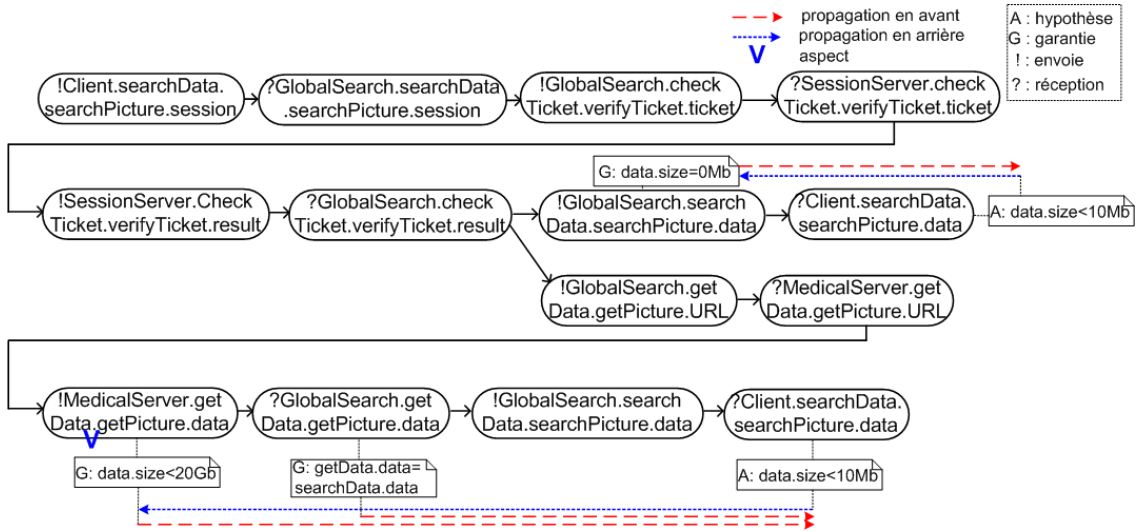 propagation en avant
propagation en arrière
V aspect
A : hypothèse
G : garantie
! : envoie
? : réception
!Client.searchData.
searchPicture.session
?GlobalSearch.searchData
.searchPicture.session
!GlobalSearch.check
Ticket.verifyTicket.ticket
?SessionServer.check
Ticket.verifyTicket.ticket
G: data.size=0Mb
!SessionServer.Check
Ticket.verifyTicket.result
?GlobalSearch.check
Ticket.verifyTicket.result
!GlobalSearch.search
Data.searchPicture.data
?Client.searchData.
searchPicture.data
A: data.size<10Mb
!GlobalSearch.get
Data.getPicture.URL
?MedicalServer.get
Data.getPicture.URL
!MedicalServer.get
Data.getPicture.data
V
?GlobalSearch.get
Data.getPicture.data
!GlobalSearch.search
Data.searchPicture.data
?Client.searchData.
searchPicture.data
G: data.size<20Gb
G: getData.data=
searchData.data
A: data.size<10Mb